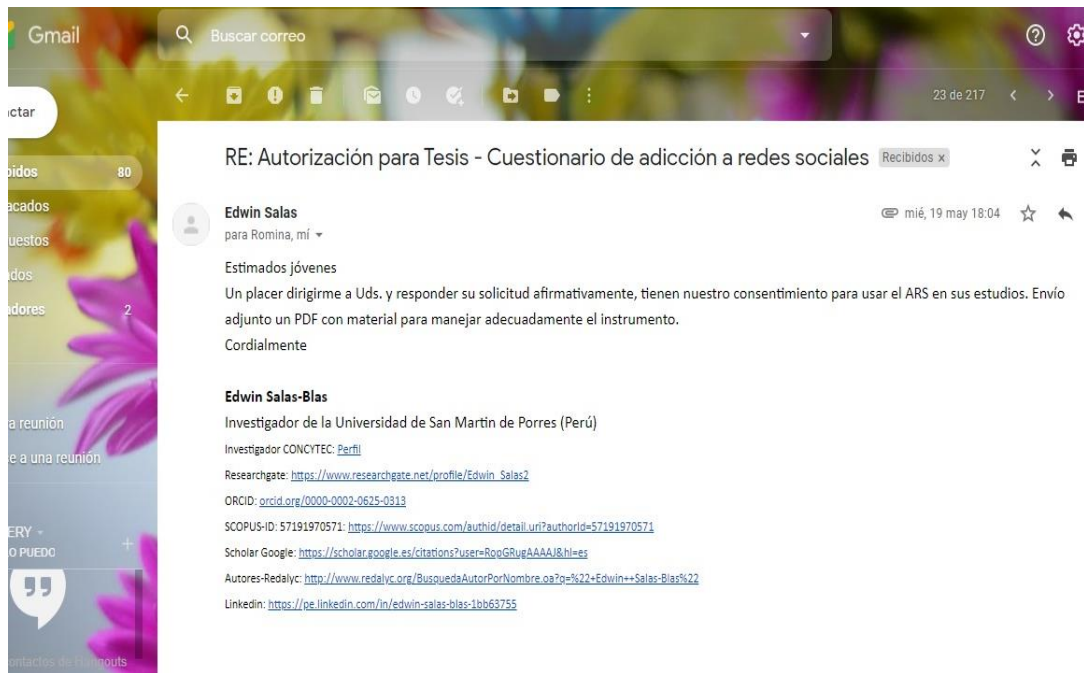 Gmail
Buscar correo
actar
23 de 217
RE: Autorización para Tesis - Cuestionario de adicción a redes sociales Recibidos x
bidos 80
Edwin Salas
mié, 19 may 18:04
acados
para Romina, mí
uestos
Estimados jóvenes
dos
Un placer dirigirme a Uds. y responder su solicitud afirmativamente, tienen nuestro consentimiento para usar el ARS en sus estudios. Envío
adores 2
adjunto un PDF con material para manejar adecuadamente el instrumento.
Cordialmente
Edwin Salas-Blas
a reunión
Investigador de la Universidad de San Martin de Porres (Perú)
Investigador CONCYTEC: Perfil
e a una reunión
Researchgate: https://www.researchgate.net/profile/Edwin_Salas2
ORCID: orcid.org/0000-0002-0625-0313
ERY
SCOPUS-ID: 57191970571: https://www.scopus.com/authid/detail.uri?authorId=57191970571
O PUEDO
Scholar Google: https://scholar.google.es/citations?user=RopGRugAAAAJ&hl=es
Autores-Redalyc: http://www.redalyc.org/BusquedaAutorPorNombre.oa?q=%22+Edwin++Salas-Blas%22
Linkedin: https://pe.linkedin.com/in/edwin-salas-blas-1bb63755
ontactos de Hangouts